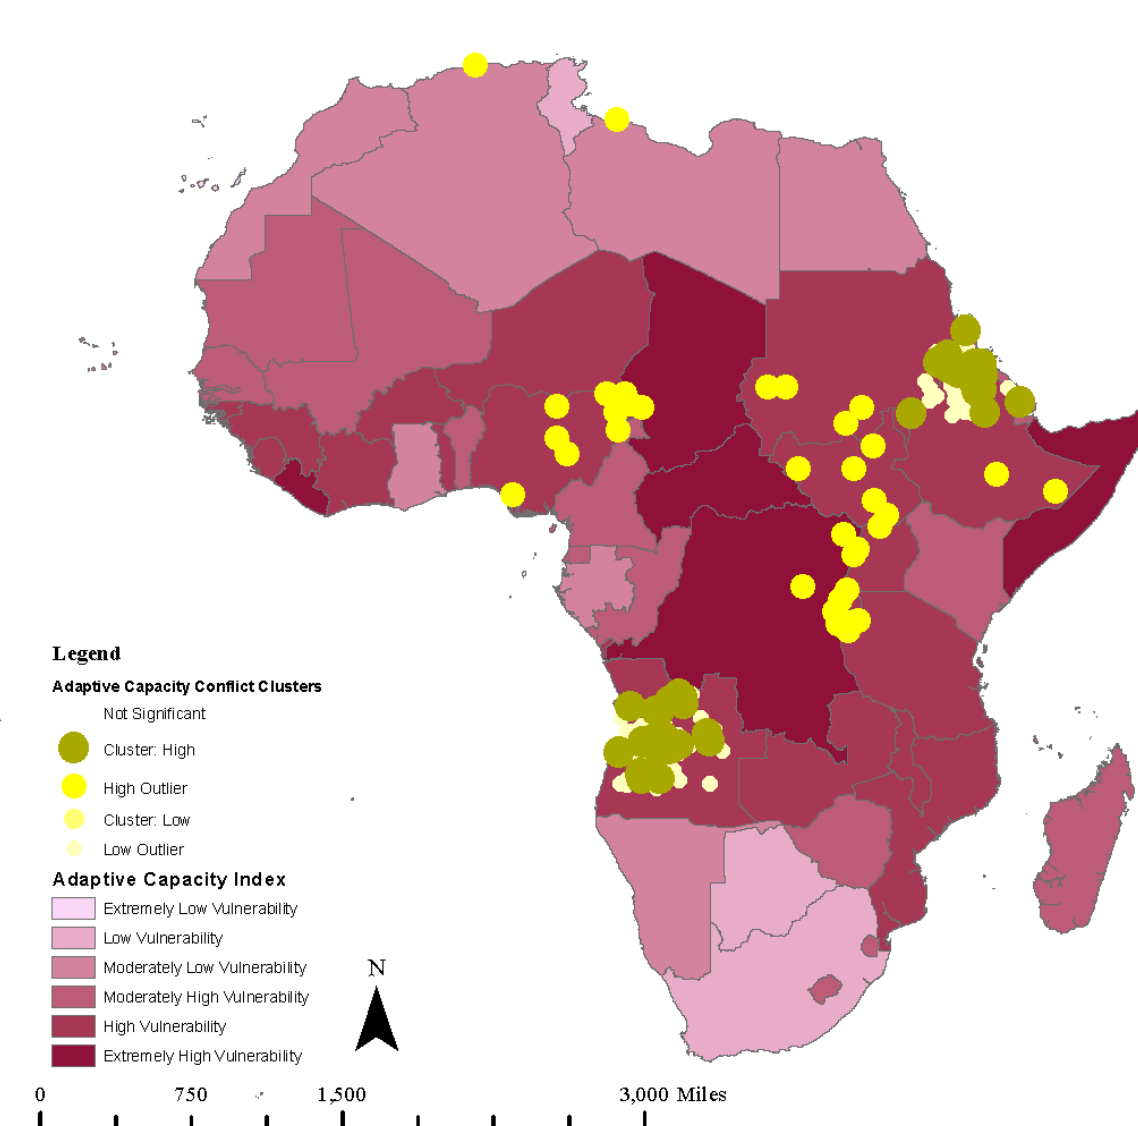 Legend
Adaptive Capacity Conflict Clusters
Not Significant
Cluster: High
High Outlier
Cluster: Low
Low Outlier
Adaptive Capacity Index
Extremely Low Vulnerability
Low Vulnerability
Moderately Low Vulnerability
Moderately High Vulnerability
High Vulnerability
Extremely High Vulnerability
N
0 750 1,500 3,000 Miles